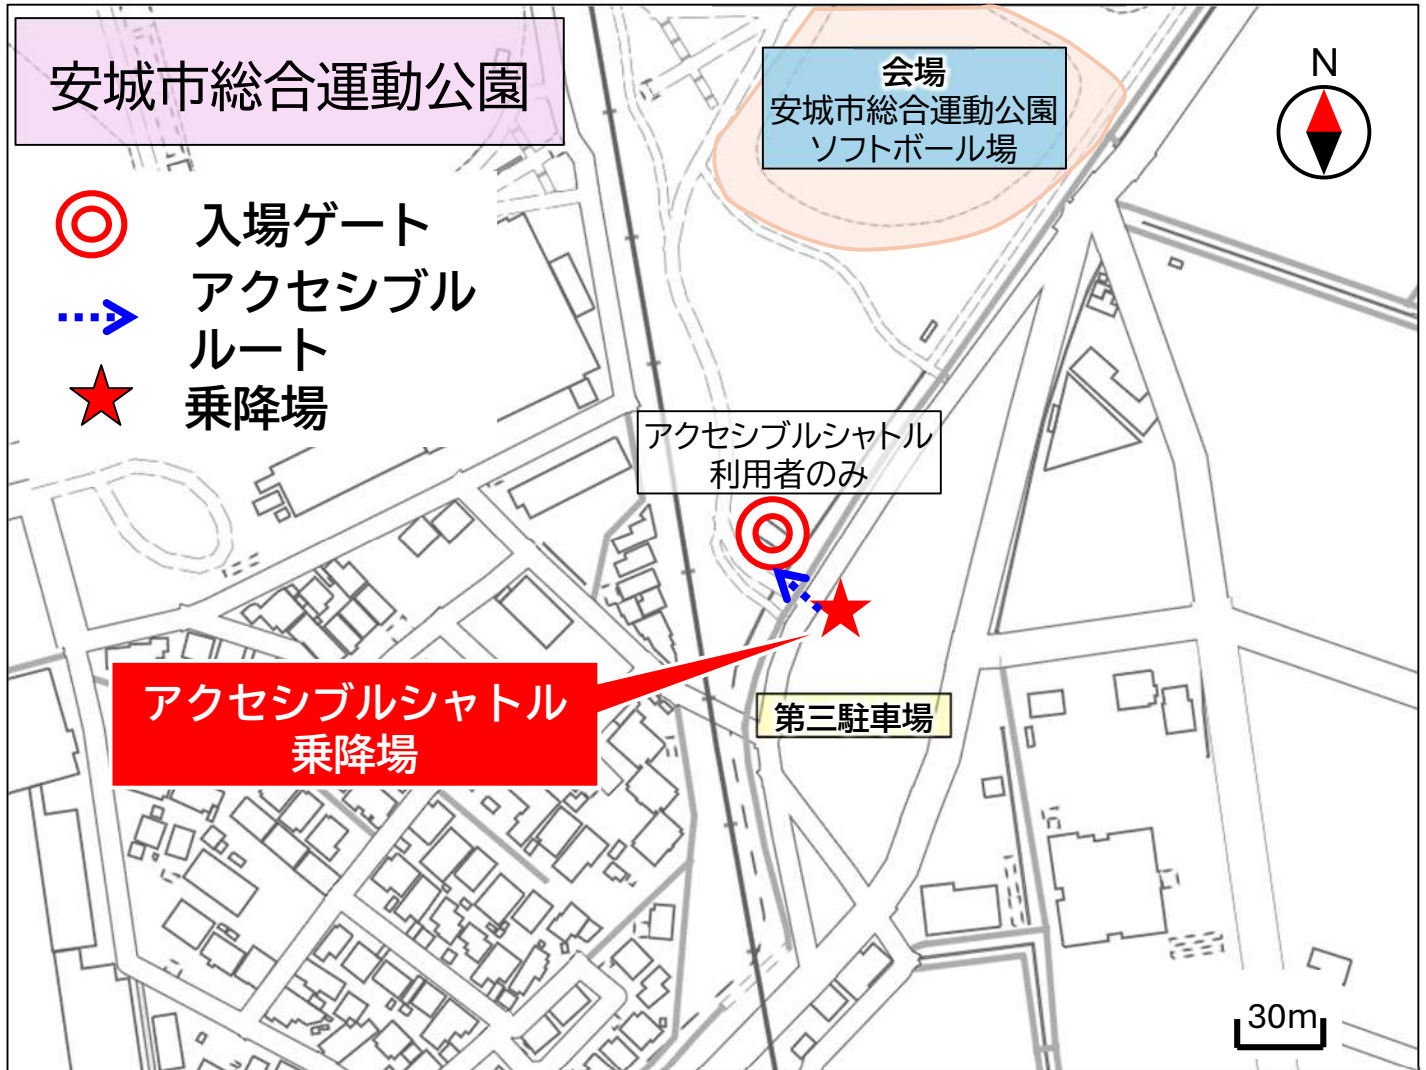 安城市総合運動公園
会場
安城市総合運動公園
ソフトボール場
N
入場ゲート
アクセシブル
ルート
乗降場
アクセシブルシャトル
利用者のみ
アクセシブルシャトル
乗降場
第三駐車場
30m